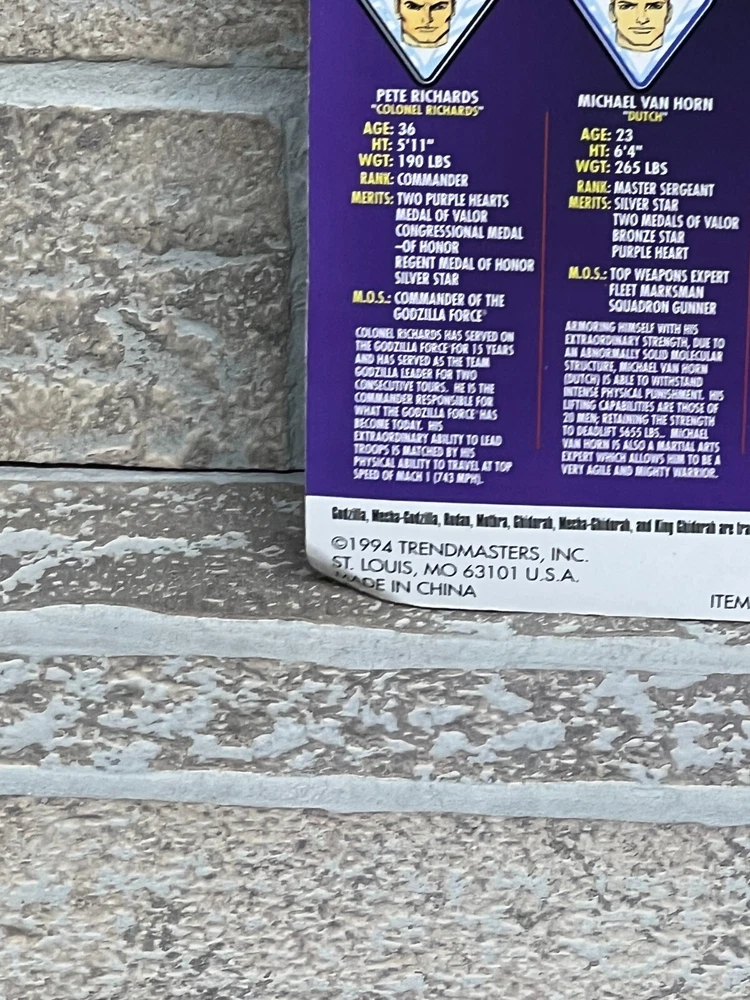 PETE RICHARDS
"COLONEL RICHARDS"
AGE: 36
HT: 5'11"
WGT: 190 LBS
RANK: COMMANDER
MERITS: TWO PURPLE HEARTS
MEDAL OF VALOR
CONGRESSIONAL MEDAL
–OF HONOR
REGENT MEDAL OF HONOR
SILVER STAR
M.O.S.: COMMANDER OF THE
GODZILLA FORCE
COLONEL RICHARDS HAS SERVED ON
THE GODZILLA FORCE FOR 15 YEARS
AND HAS SERVED AS THE TEAM
GODZILLA LEADER FOR TWO
CONSECUTIVE TOURS. HE IS THE
COMMANDER RESPONSIBLE FOR
WHAT THE GODZILLA FORCE HAS
BECOME TODAY. HIS
EXTRAORDINARY ABILITY TO LEAD
TROOPS IS MATCHED BY HIS
PHYSICAL ABILITY TO TRAVEL AT TOP
SPEED OF MACH 1 (743 MPH).
MICHAEL VAN HORN
"DUTCH"
AGE: 23
HT: 6'4"
WGT: 265 LBS
RANK: MASTER SERGEANT
MERITS: SILVER STAR
TWO MEDALS OF VALOR
BRONZE STAR
PURPLE HEART
M.O.S.: TOP WEAPONS EXPERT
FLEET MARKSMAN
SQUADRON GUNNER
ARMORING HIMSELF WITH HIS
EXTRAORDINARY STRENGTH, DUE TO
AN ABNORMALLY SOLID MOLECULAR
STRUCTURE, MICHAEL VAN HORN
(DUTCH) IS ABLE TO WITHSTAND
INTENSE PHYSICAL PUNISHMENT. HIS
LIFTING CAPABILITIES ARE THOSE OF
20 MEN; RETAINING THE STRENGTH
TO DEADLIFT 5655 LBS.. MICHAEL
VAN HORN IS ALSO A MARTIAL ARTS
EXPERT WHICH ALLOWS HIM TO BE A
VERY AGILE AND MIGHTY WARRIOR.
Godzilla, Mecha-Godzilla, Rodan, Mothra, Ghidorah, Mecha-Ghidorah, and King Ghidorah are tra
©1994 TRENDMASTERS, INC.
ST. LOUIS, MO 63101 U.S.A.
MADE IN CHINA
ITEM